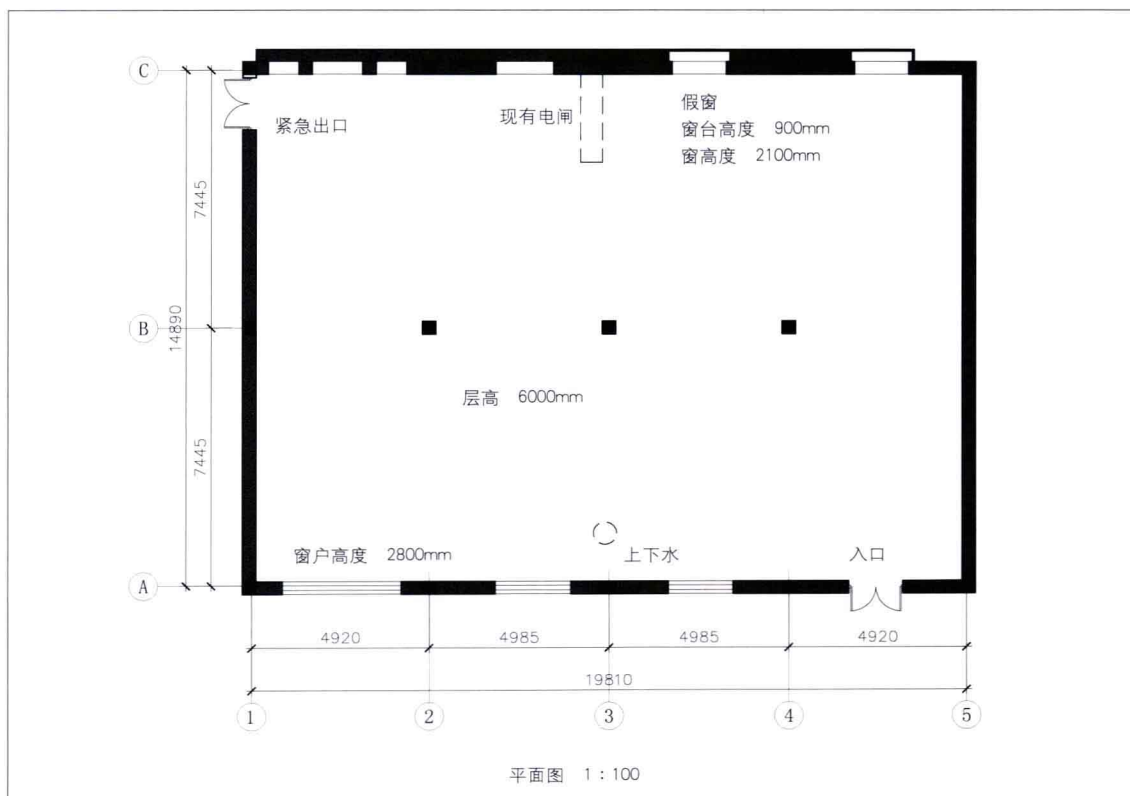 C
紧急出口
现有电闸
假窗
窗台高度 900mm
窗高度 2100mm
7445
14890
B
层高 6000mm
7445
窗户高度 2800mm
上下水
入口
A
4920
4985
4985
4920
19810
1
2
3
4
5
平面图 1：100